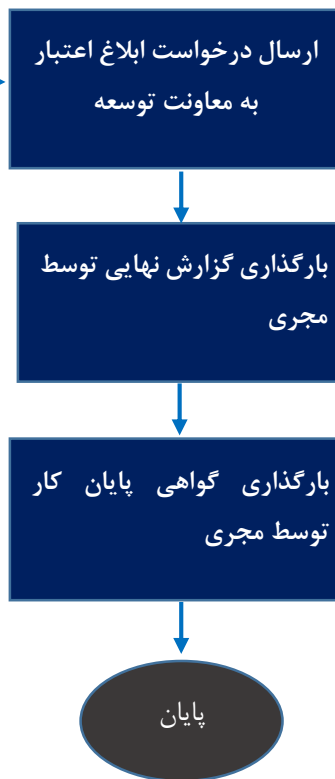 ارسال درخواست ابلاغ اعتبار
به معاونت توسعه
بارگذاری گزارش نهایی توسط
مجری
بارگذاری گواهی پایان کار
توسط مجری
پایان